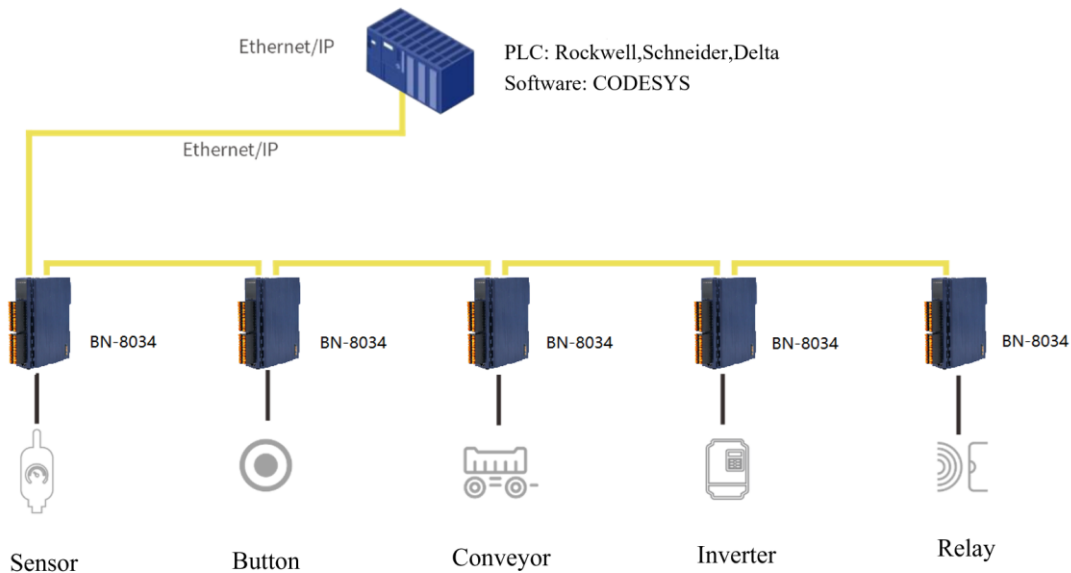 Ethernet/IP
PLC: Rockwell,Schneider,Delta
Software: CODESYS
Ethernet/IP
BN-8034
BN-8034
BN-8034
BN-8034
BN-8034
Sensor
Button
Conveyor
Inverter
Relay